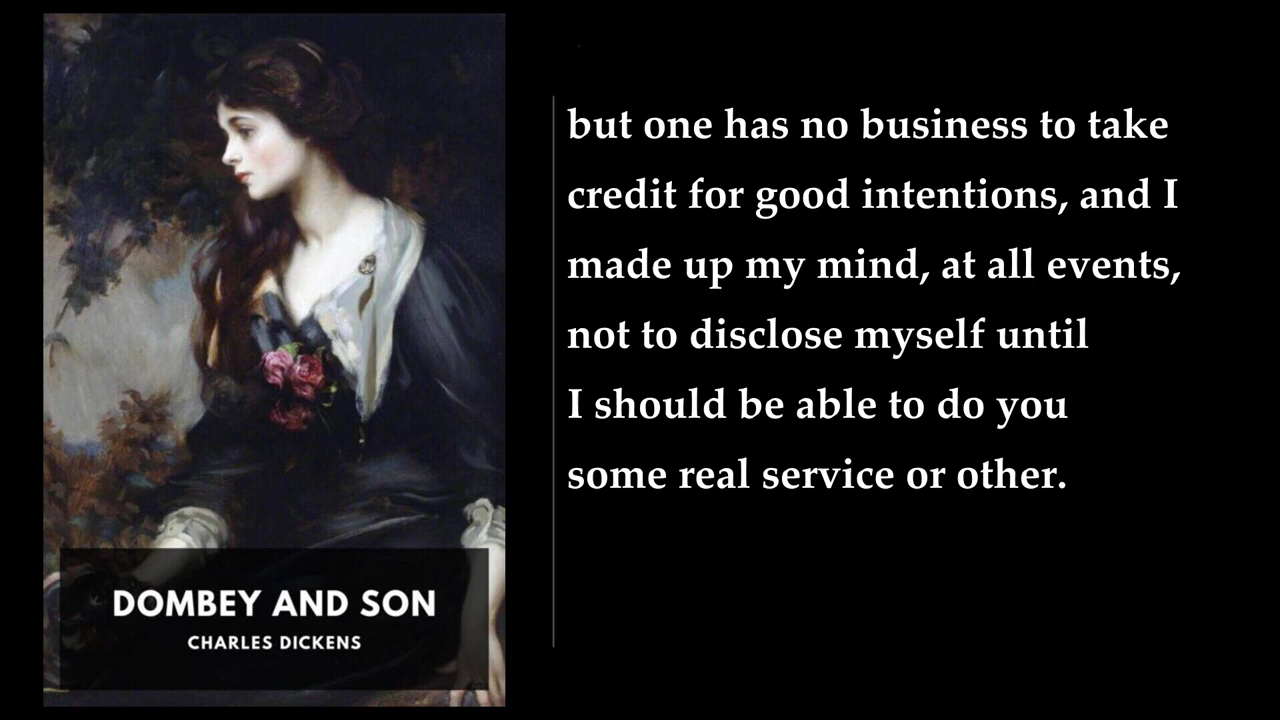 but one has no business to take
credit for good intentions, and I
made up my mind, at all events,
not to disclose myself until
I should be able to do you
some real service or other.
DOMBEY AND SON
CHARLES DICKENS